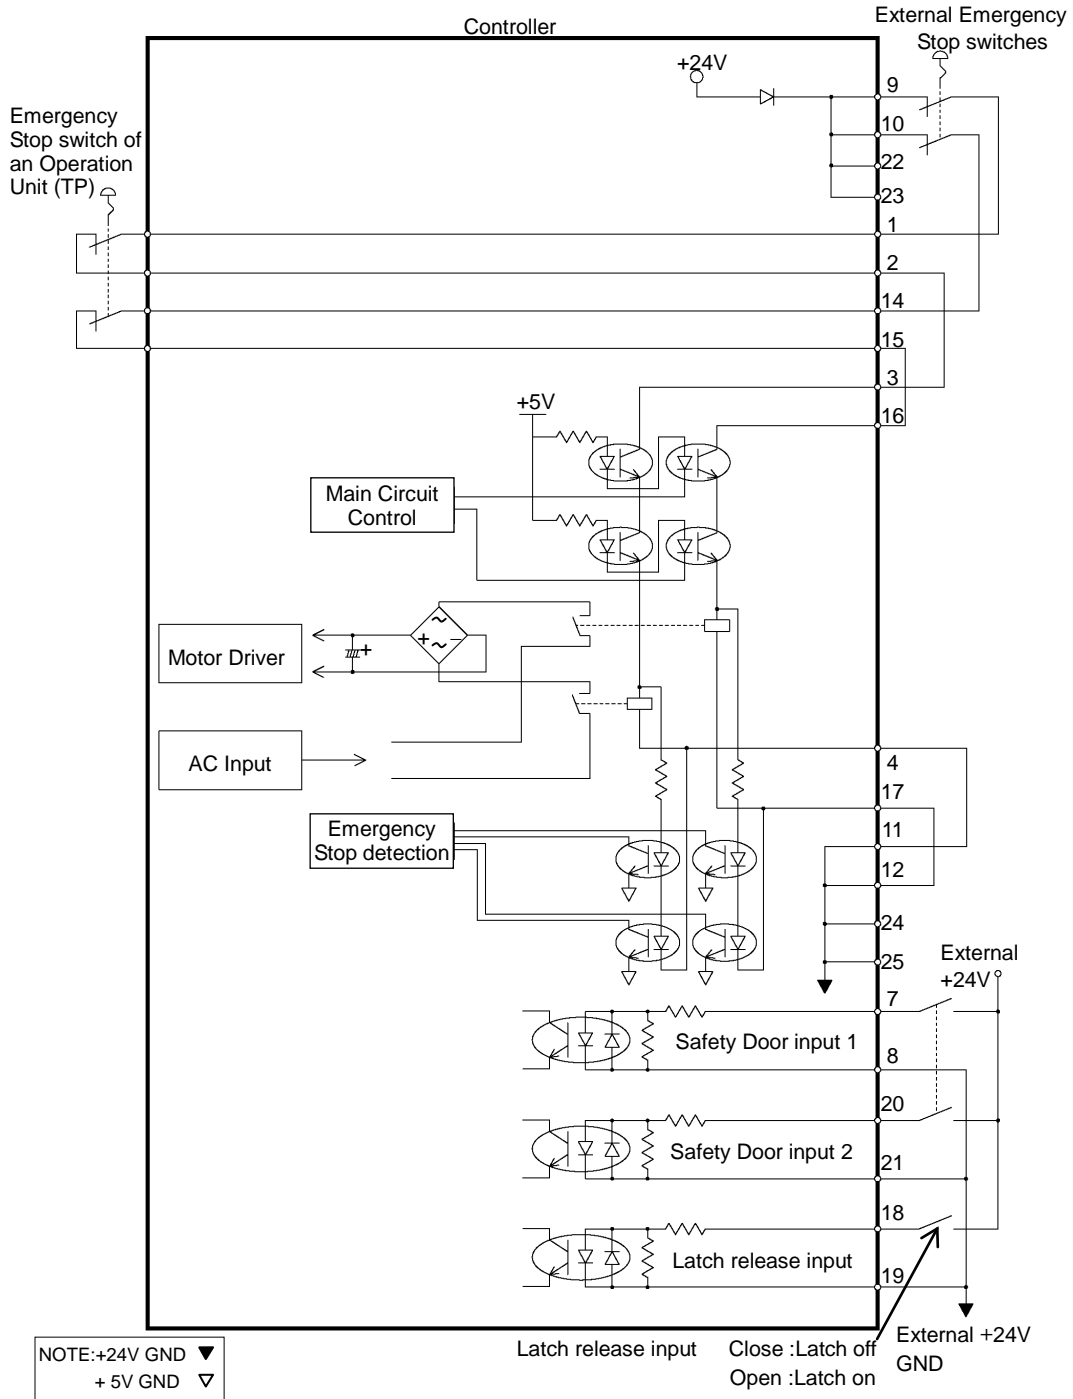 Controller
External Emergency
Stop switches
+24V
9
10
22
23
Emergency
Stop switch of
an Operation
Unit (TP)
1
2
14
15
3
16
+5V
Main Circuit
Control
Motor Driver
+
~
~
−
+
AC Input
4
17
11
12
24
25
Emergency
Stop detection
External
+24V
7
Safety Door input 1
8
20
Safety Door input 2
21
18
Latch release input
19
Latch release input
Close :Latch off
Open :Latch on
External +24V
GND
NOTE:+24V GND ▼
+ 5V GND ▽